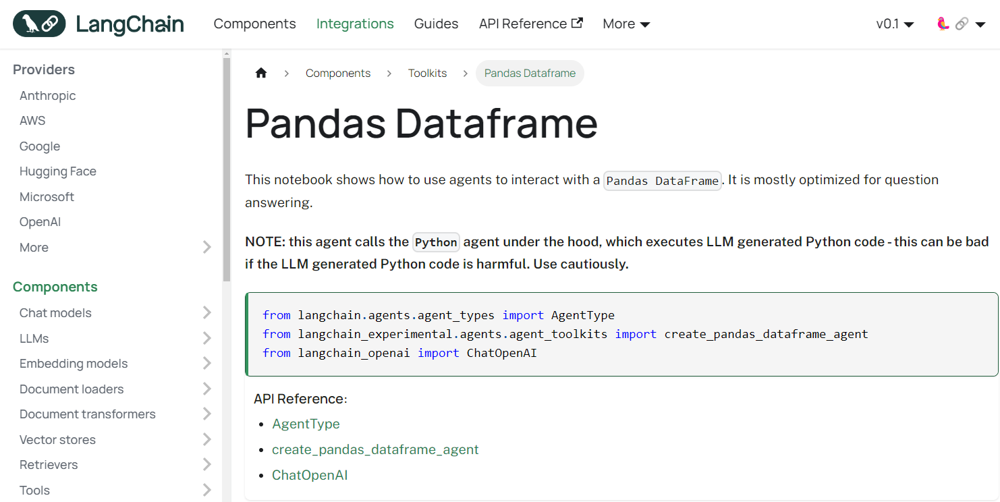 LangChain
Components Integrations Guides API Reference More v0.1
Providers
Anthropic
AWS
Google
Hugging Face
Microsoft
OpenAI
More
Components
Chat models
LLMs
Embedding models
Document loaders
Document transformers
Vector stores
Retrievers
Tools
Components Toolkits Pandas Dataframe
Pandas Dataframe
This notebook shows how to use agents to interact with a Pandas DataFrame. It is mostly optimized for question
answering.
NOTE: this agent calls the Python agent under the hood, which executes LLM generated Python code - this can be bad
if the LLM generated Python code is harmful. Use cautiously.
from langchain.agents.agent_types import AgentType
from langchain_experimental.agents.agent_toolkits import create_pandas_dataframe_agent
from langchain_openai import ChatOpenAI
API Reference:
• AgentType
• create_pandas_dataframe_agent
• ChatOpenAI